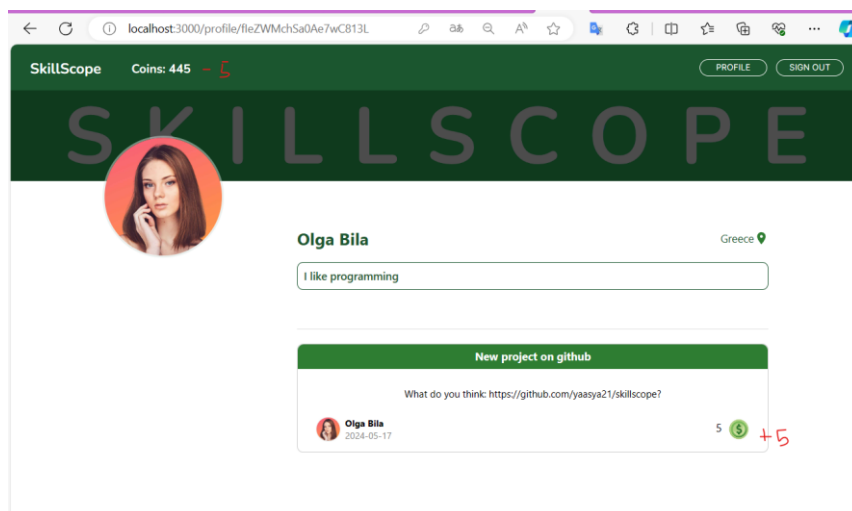 localhost:3000/profile/fleZWMchSa0Ae7wC813L
SkillScope Coins: 445 - 5 PROFILE SIGN OUT
SKILLSCOPE
Olga Bila Greece
I like programming
New project on github
What do you think: https://github.com/yaasya21/skillscope?
Olga Bila
2024-05-17
5 $ +5